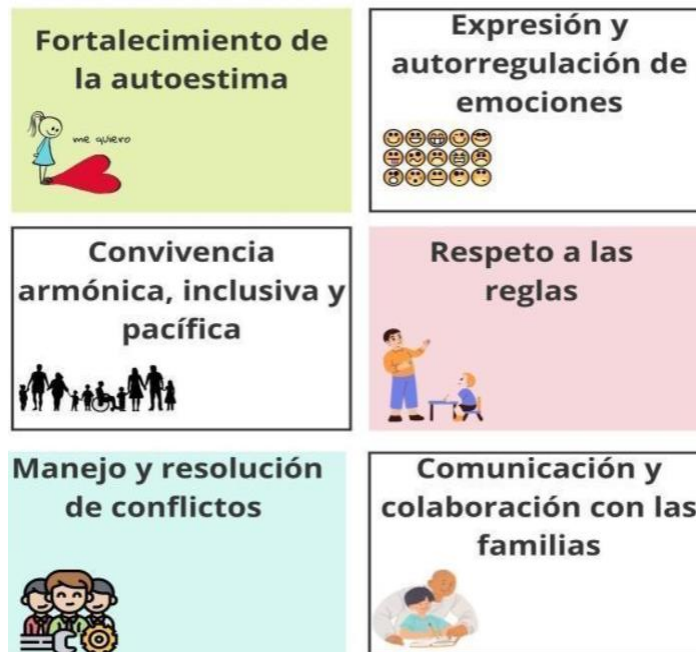 Fortalecimiento de
la autoestima
me quiero
Expresión y
autorregulación de
emociones
Convivencia
armónica, inclusiva y
pacífica
Respeto a las
reglas
Manejo y resolución
de conflictos
Comunicación y
colaboración con las
familias